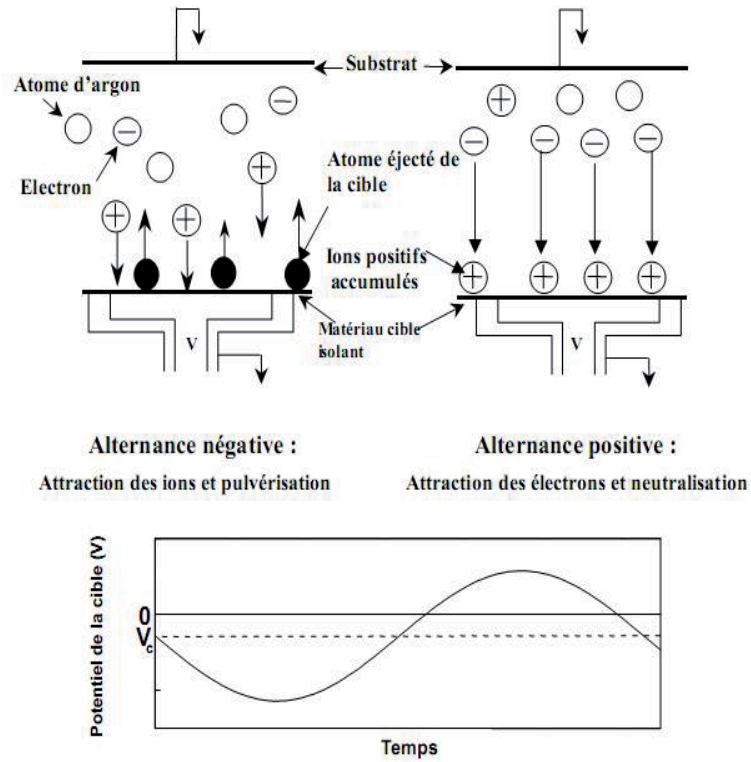 Substrat
Atome d'argon
Electron
Atome éjecté de
la cible
Ions positifs
accumulés
Matériau cible
isolant
V
V
Alternance négative :
Attraction des ions et pulvérisation
Alternance positive :
Attraction des électrons et neutralisation
Potentiel de la cible (V)
0
Vc
Temps